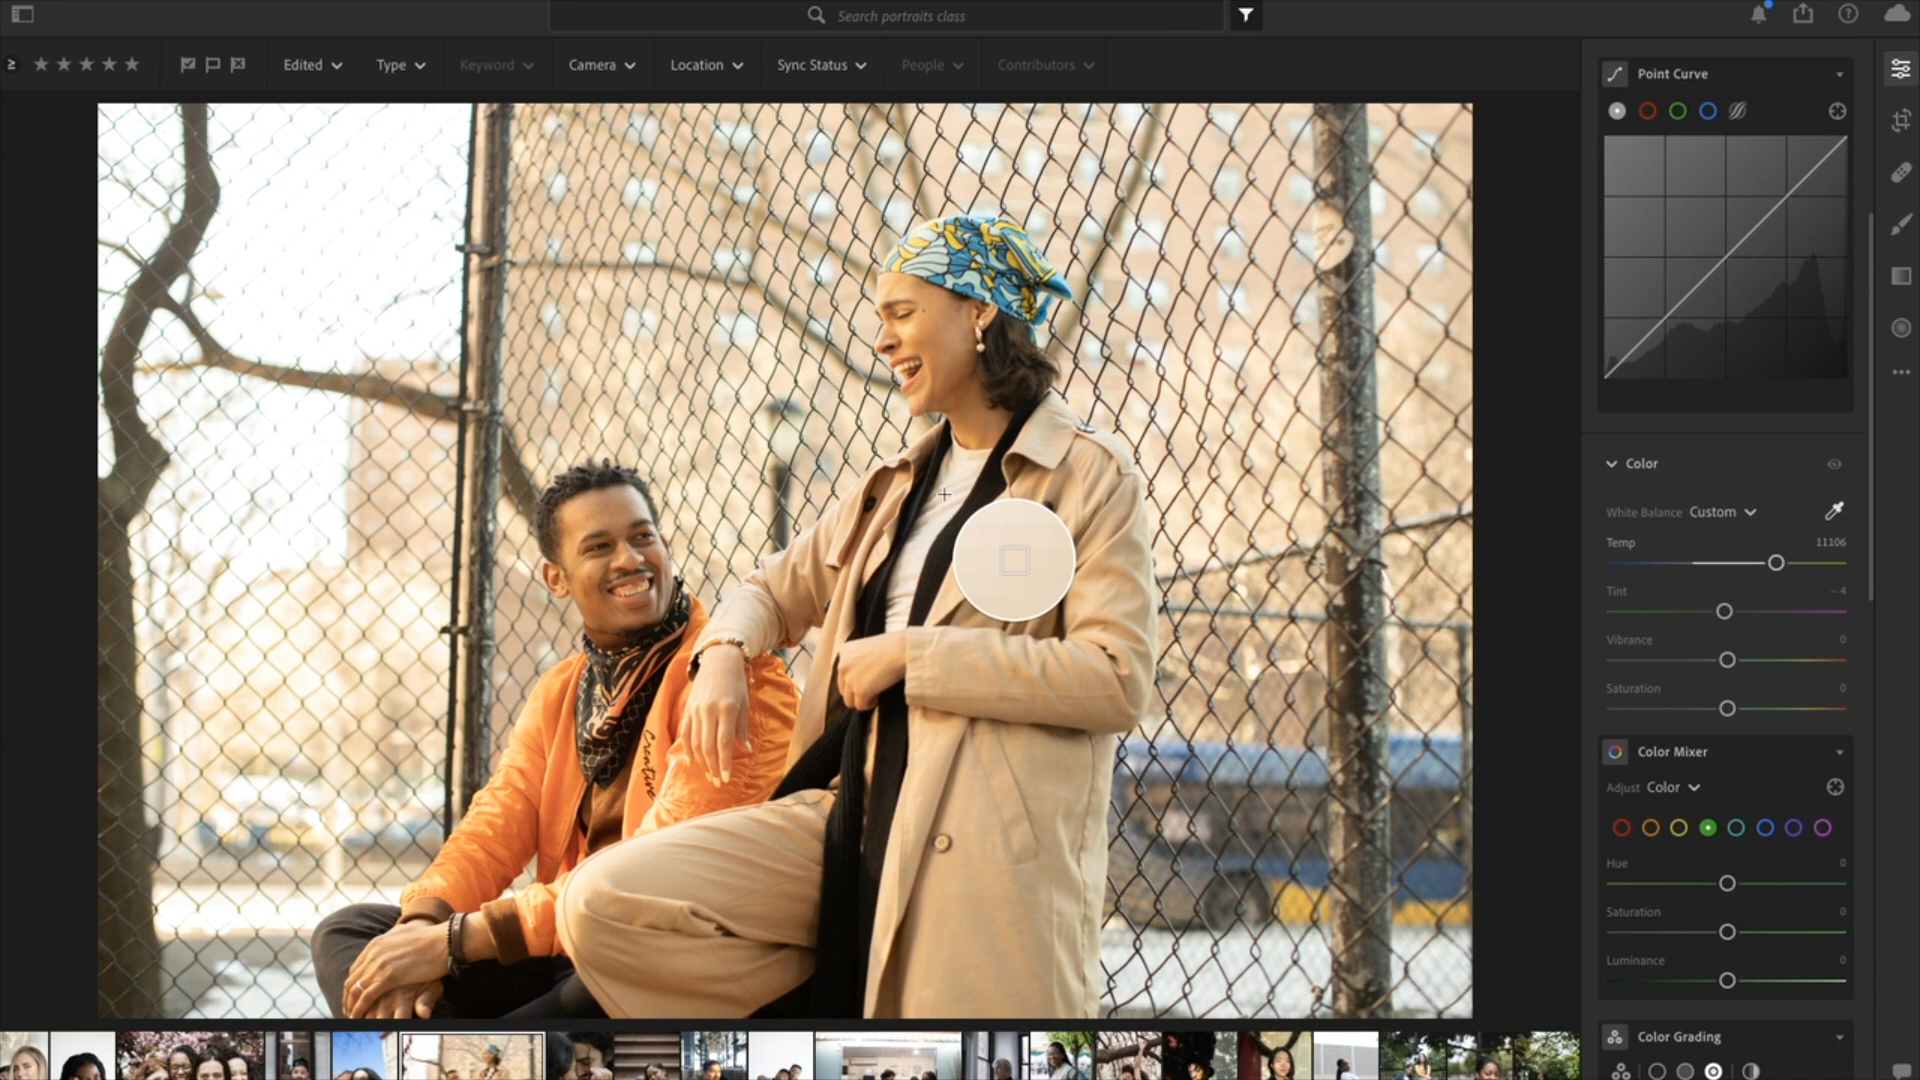 Search portraits class
≥ Edited Type Keyword Camera Location Sync Status People Contributors
Point Curve
Color
White Balance Custom
Temp 11106
Tint – 4
Vibrance 0
Saturation 0
Color Mixer
Adjust Color
Hue 0
Saturation 0
Luminance 0
Color Grading
Creative